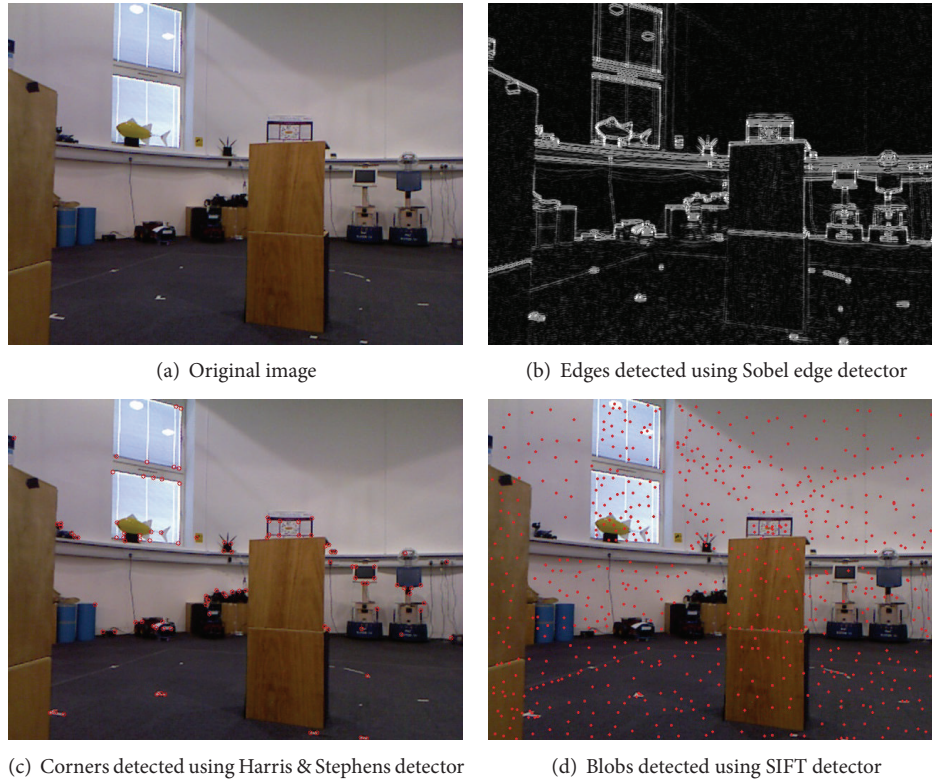 (a) Original image
(b) Edges detected using Sobel edge detector
(c) Corners detected using Harris & Stephens detector
(d) Blobs detected using SIFT detector